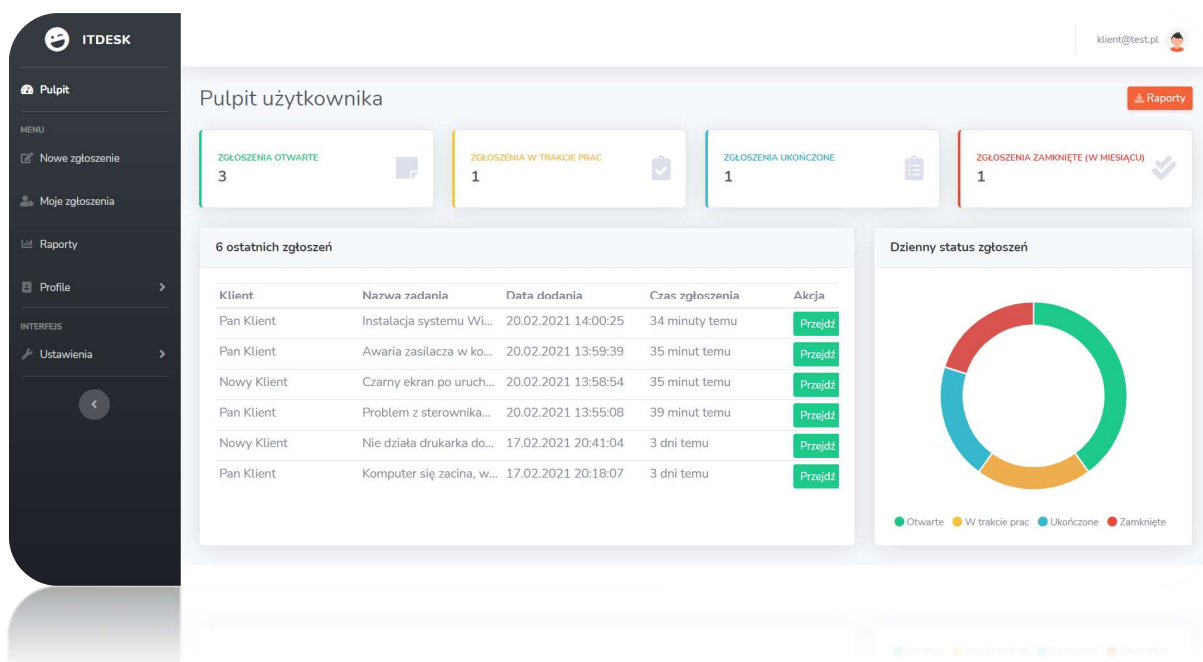 ITDESK
klient@test.pl
Pulpit
MENU
Nowe zgłoszenie
Moje zgłoszenia
Raporty
Profile
INTERFEJS
Ustawienia
Pulpit użytkownika
Raporty
ZGŁOSZENIA OTWARTE
3
ZGŁOSZENIA W TRAKCIE PRAC
1
ZGŁOSZENIA UKOŃCZONE
1
ZGŁOSZENIA ZAMKNIĘTE (W MIESIĄCU)
1
6 ostatnich zgłoszeń
Klient Nazwa zadania Data dodania Czas zgłoszenia Akcja
Pan Klient Instalacja systemu Wi... 20.02.2021 14:00:25 34 minuty temu Przejdź
Pan Klient Awaria zasilacza w ko... 20.02.2021 13:59:39 35 minut temu Przejdź
Nowy Klient Czarny ekran po uruch... 20.02.2021 13:58:54 35 minut temu Przejdź
Pan Klient Problem z sterownika... 20.02.2021 13:55:08 39 minut temu Przejdź
Nowy Klient Nie działa drukarka do... 17.02.2021 20:41:04 3 dni temu Przejdź
Pan Klient Komputer się zacina, w... 17.02.2021 20:18:07 3 dni temu Przejdź
Dzienny status zgłoszeń
Otwarte W trakcie prac Ukończone Zamknięte